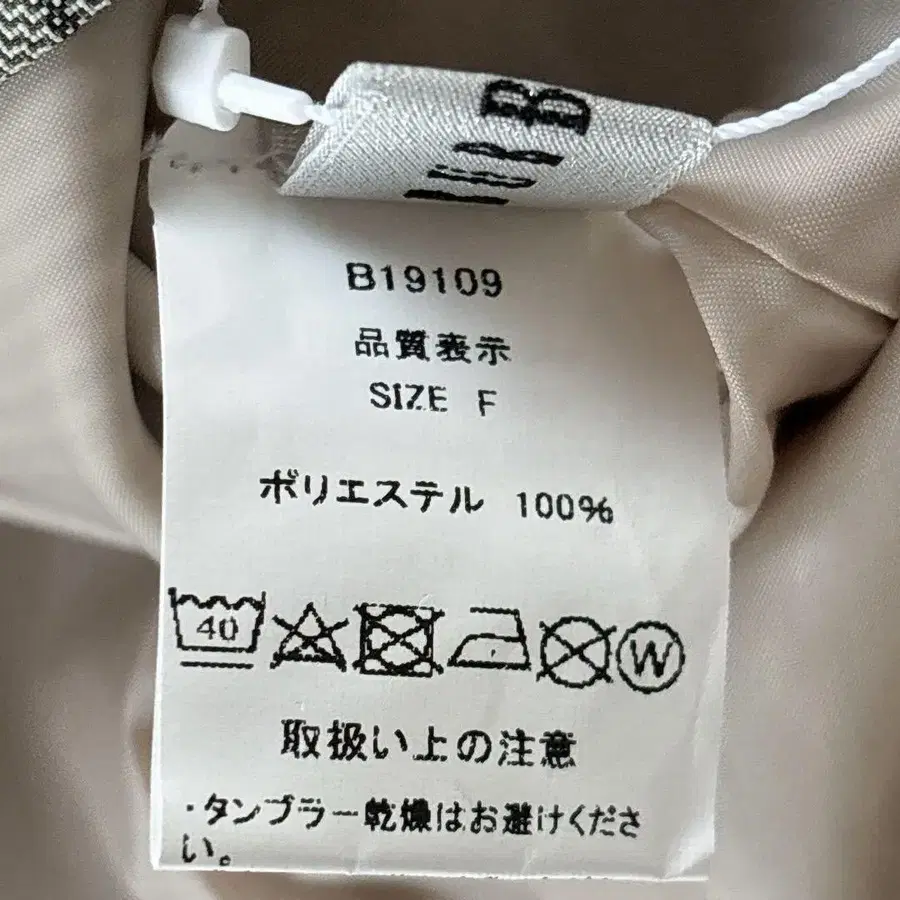 B19109
品質表示
SIZE F
ポリエステル 100%
40
W
取扱い上の注意
・タンブラー乾燥はお避けくださ
い。